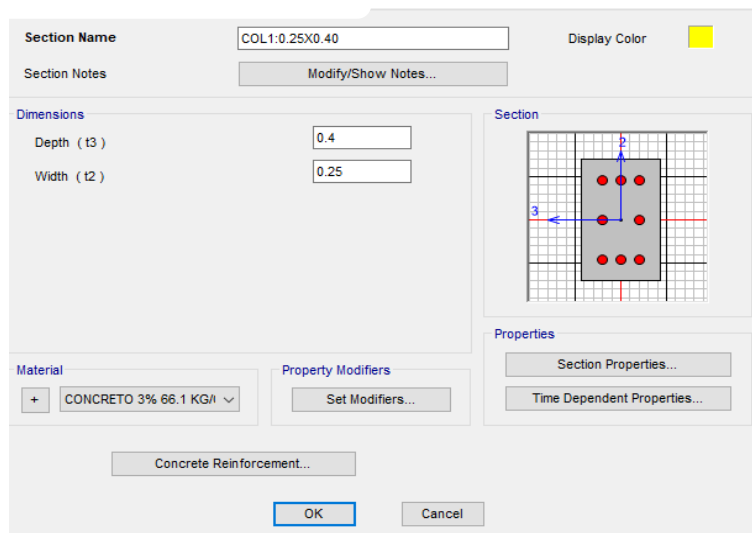 Section Name
COL1:0.25X0.40
Display Color
Section Notes
Modify/Show Notes...
Dimensions
Depth ( t3 )
0.4
Width ( t2 )
0.25
Section
2
3
Properties
Section Properties...
Time Dependent Properties...
Material
+
CONCRETO 3% 66.1 KG/
Property Modifiers
Set Modifiers...
Concrete Reinforcement...
OK
Cancel